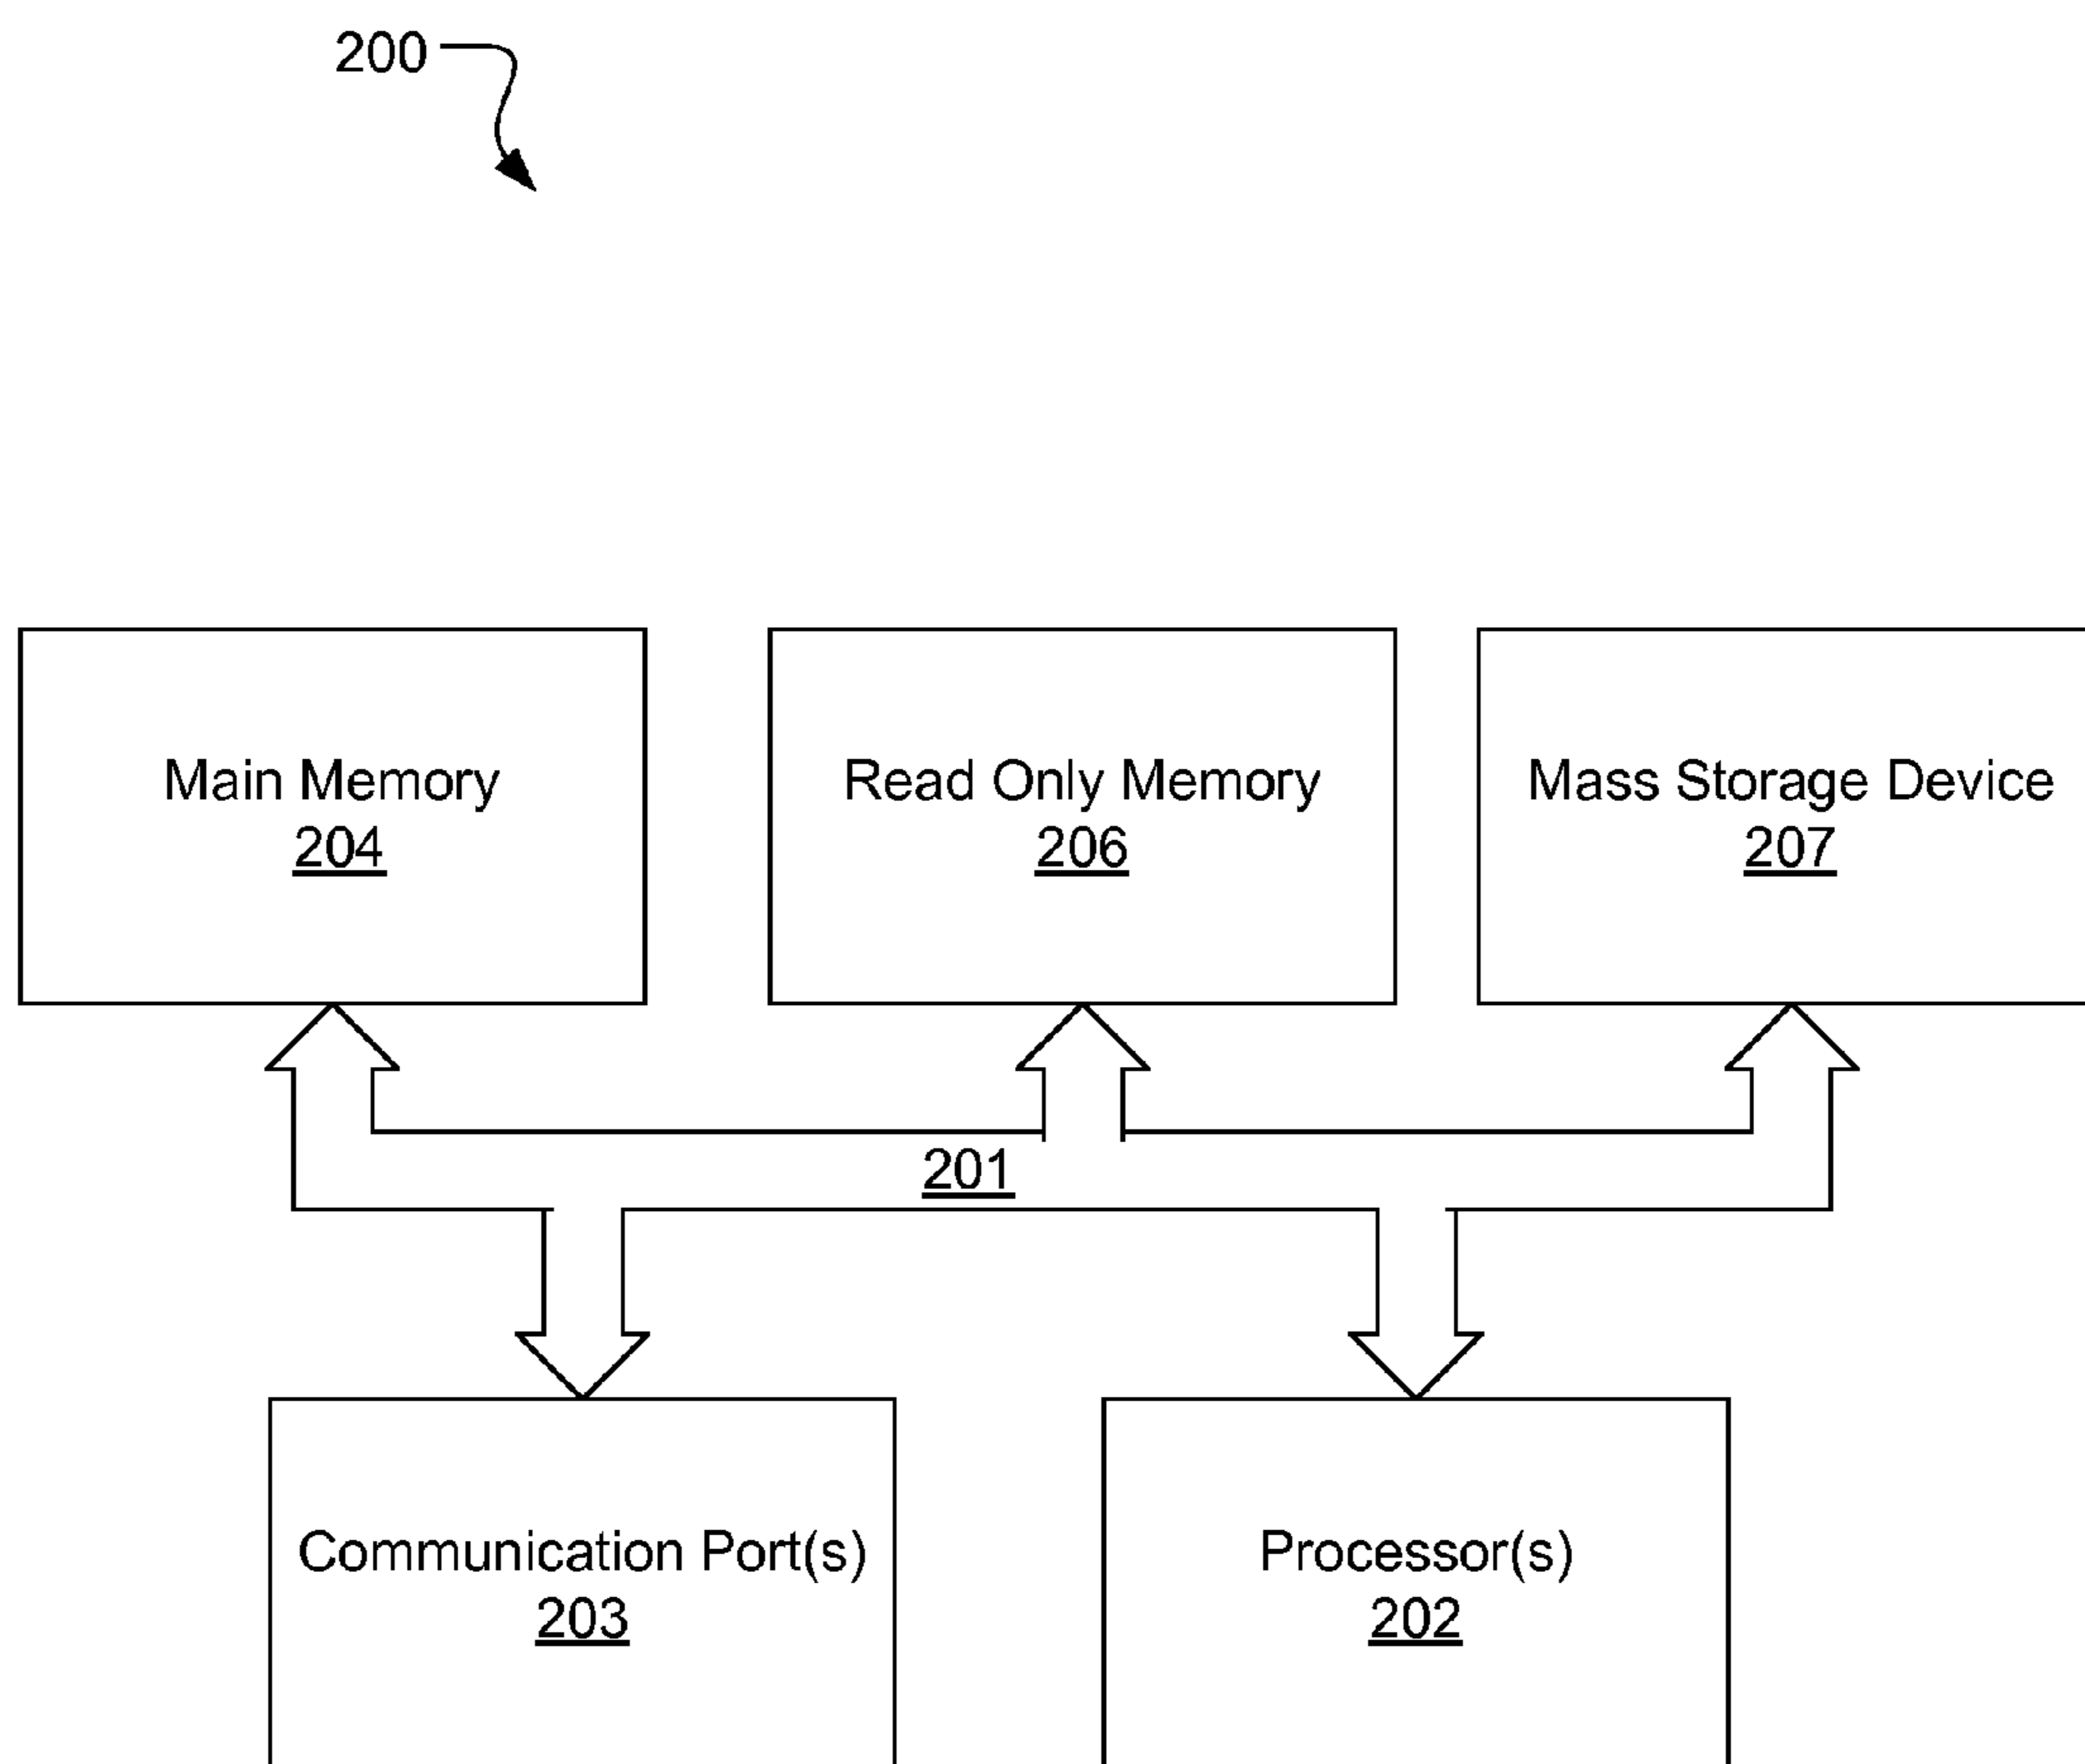 200
Main Memory
204
Read Only Memory
206
Mass Storage Device
207
201
Communication Port(s)
203
Processor(s)
202